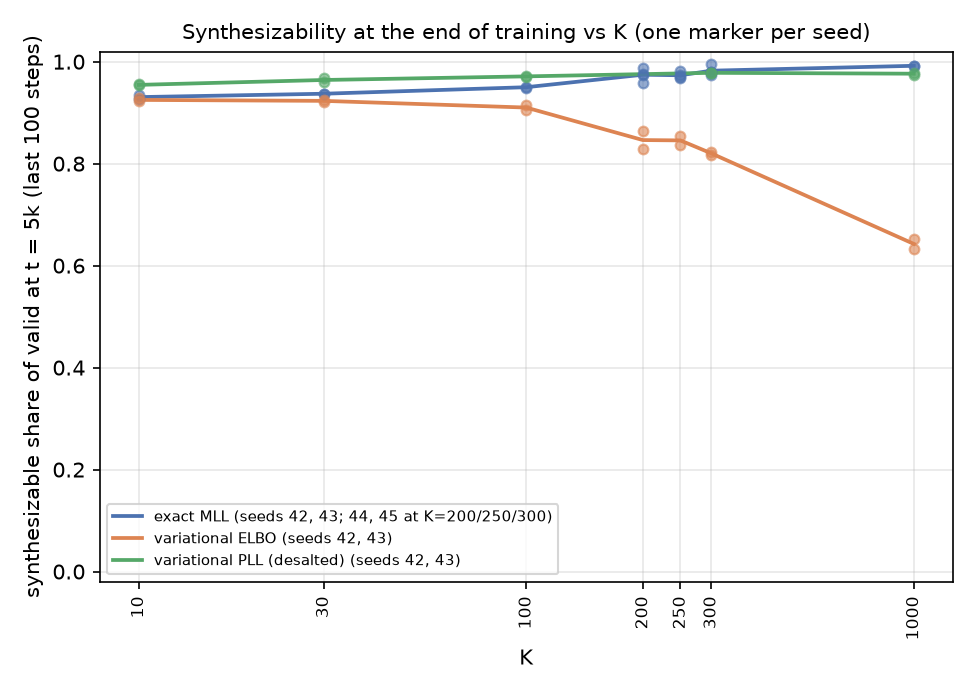 Synthesizability at the end of training vs K (one marker per seed)
synthesizable share of valid at t = 5k (last 100 steps)
1.0
0.8
0.6
0.4
0.2
0.0
exact MLL (seeds 42, 43; 44, 45 at K=200/250/300)
variational ELBO (seeds 42, 43)
variational PLL (desalted) (seeds 42, 43)
10
30
100
200
250
300
1000
K